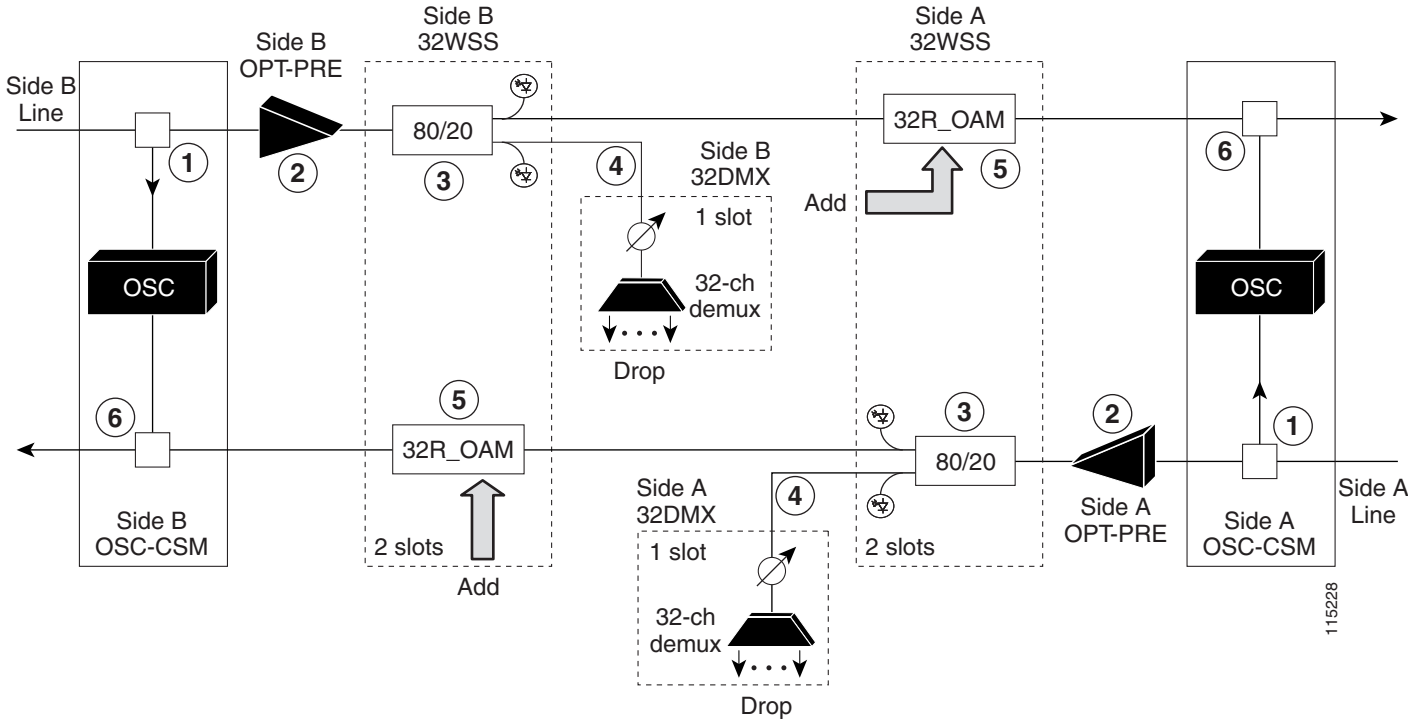 Side B
32WSS
Side A
32WSS
Side B
OPT-PRE
Side B
Line
80/20
32R_OAM
1
2
3
4
Side B
32DMX
5
6
Add
1 slot
OSC
32-ch
demux
OSC
Drop
5
6
32R_OAM
3
2
1
80/20
4
Side A
32DMX
Side A
Line
Side B
OSC-CSM
2 slots
Add
1 slot
2 slots
Side A
OPT-PRE
Side A
OSC-CSM
32-ch
demux
Drop
115228